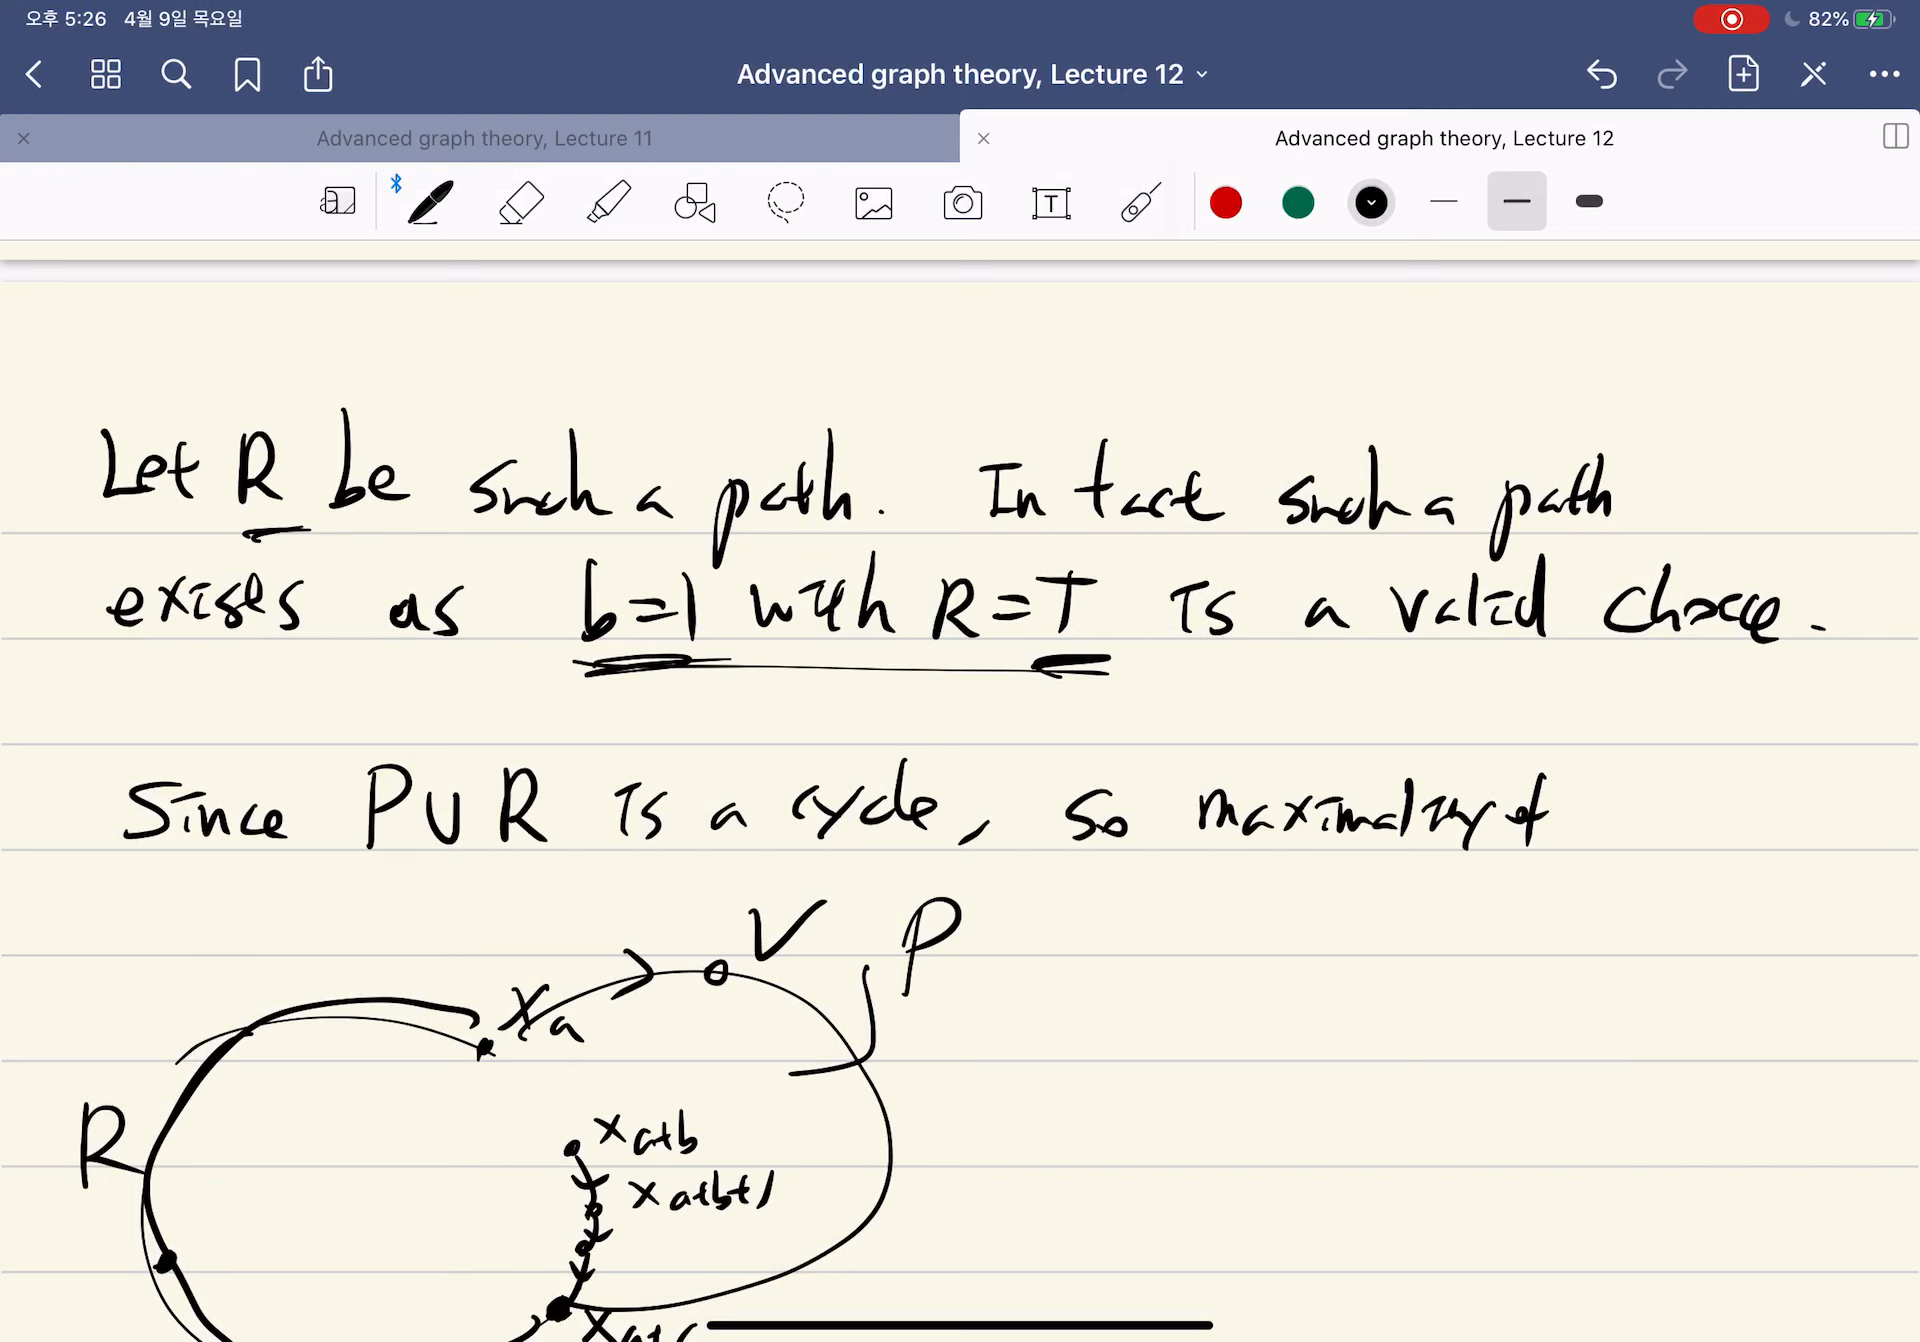 오후 5:26 4월 9일 목요일
82%
Advanced graph theory, Lecture 12
Advanced graph theory, Lecture 11
Advanced graph theory, Lecture 12
Let R be such a path. In fact such a path
exises as b=1 with R=T is a valid choice.
Since P∪R is a cycle, so maximality of
V P
Xa
R
Xa+b
Xa+b+1